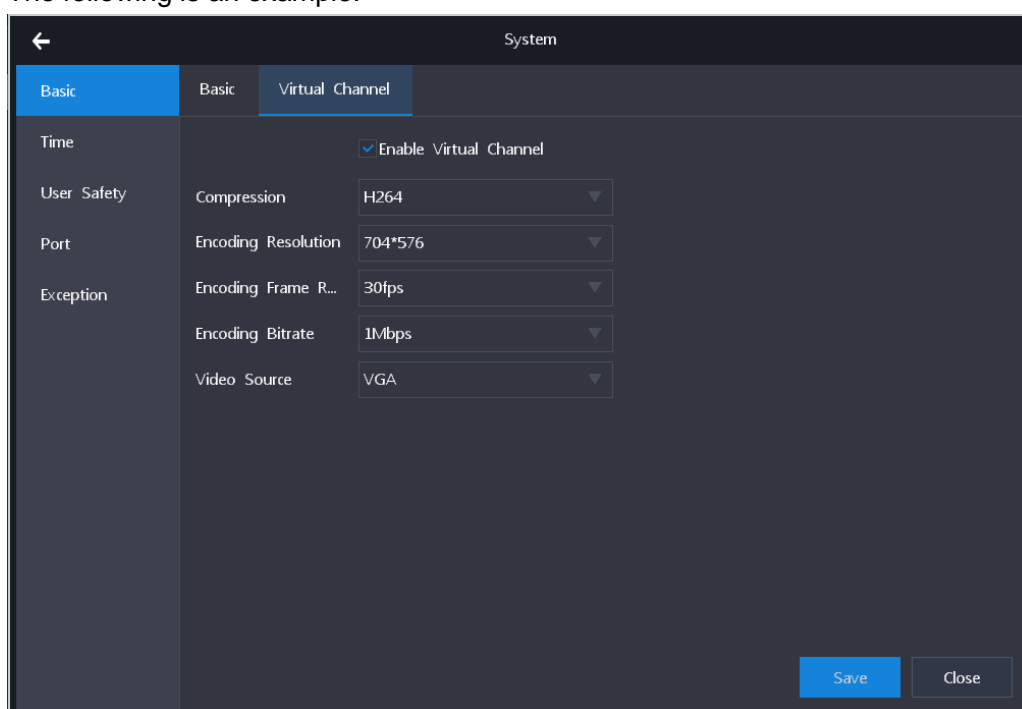 The following is an example.
System
Basic
Time
User Safety
Port
Exception
Basic Virtual Channel
Enable Virtual Channel
Compression H264
Encoding Resolution 704*576
Encoding Frame R... 30fps
Encoding Bitrate 1Mbps
Video Source VGA
Save Close